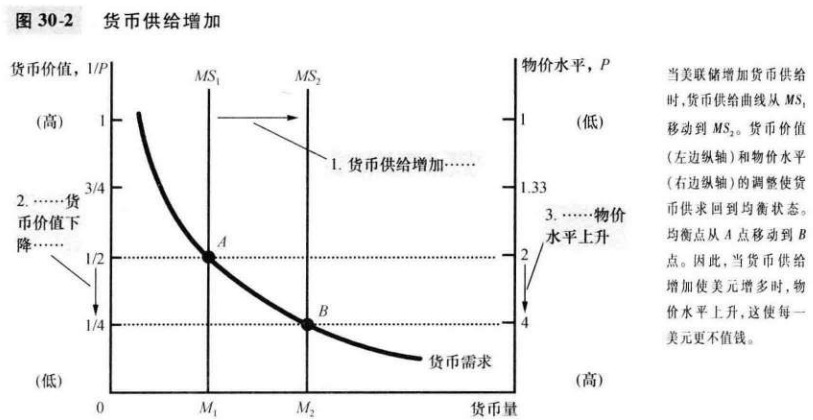 图 30-2 货币供给增加
货币价值，1/P
MS₁
MS₂
物价水平，P
(高)
1
1
(低)
1. 货币供给增加……
3/4
1.33
2. ……货
币价值下
降……
3. ……物价
水平上升
A
1/2
2
B
1/4
4
货币需求
(低)
(高)
0
M₁
M₂
货币量
当美联储增加货币供给
时，货币供给曲线从 MS₁
移动到 MS₂。货币价值
(左边纵轴)和物价水平
(右边纵轴)的调整使货
币供求回到均衡状态。
均衡点从 A 点移动到 B
点。因此，当货币供给
增加使美元增多时，物
价水平上升，这使每一
美元更不值钱。